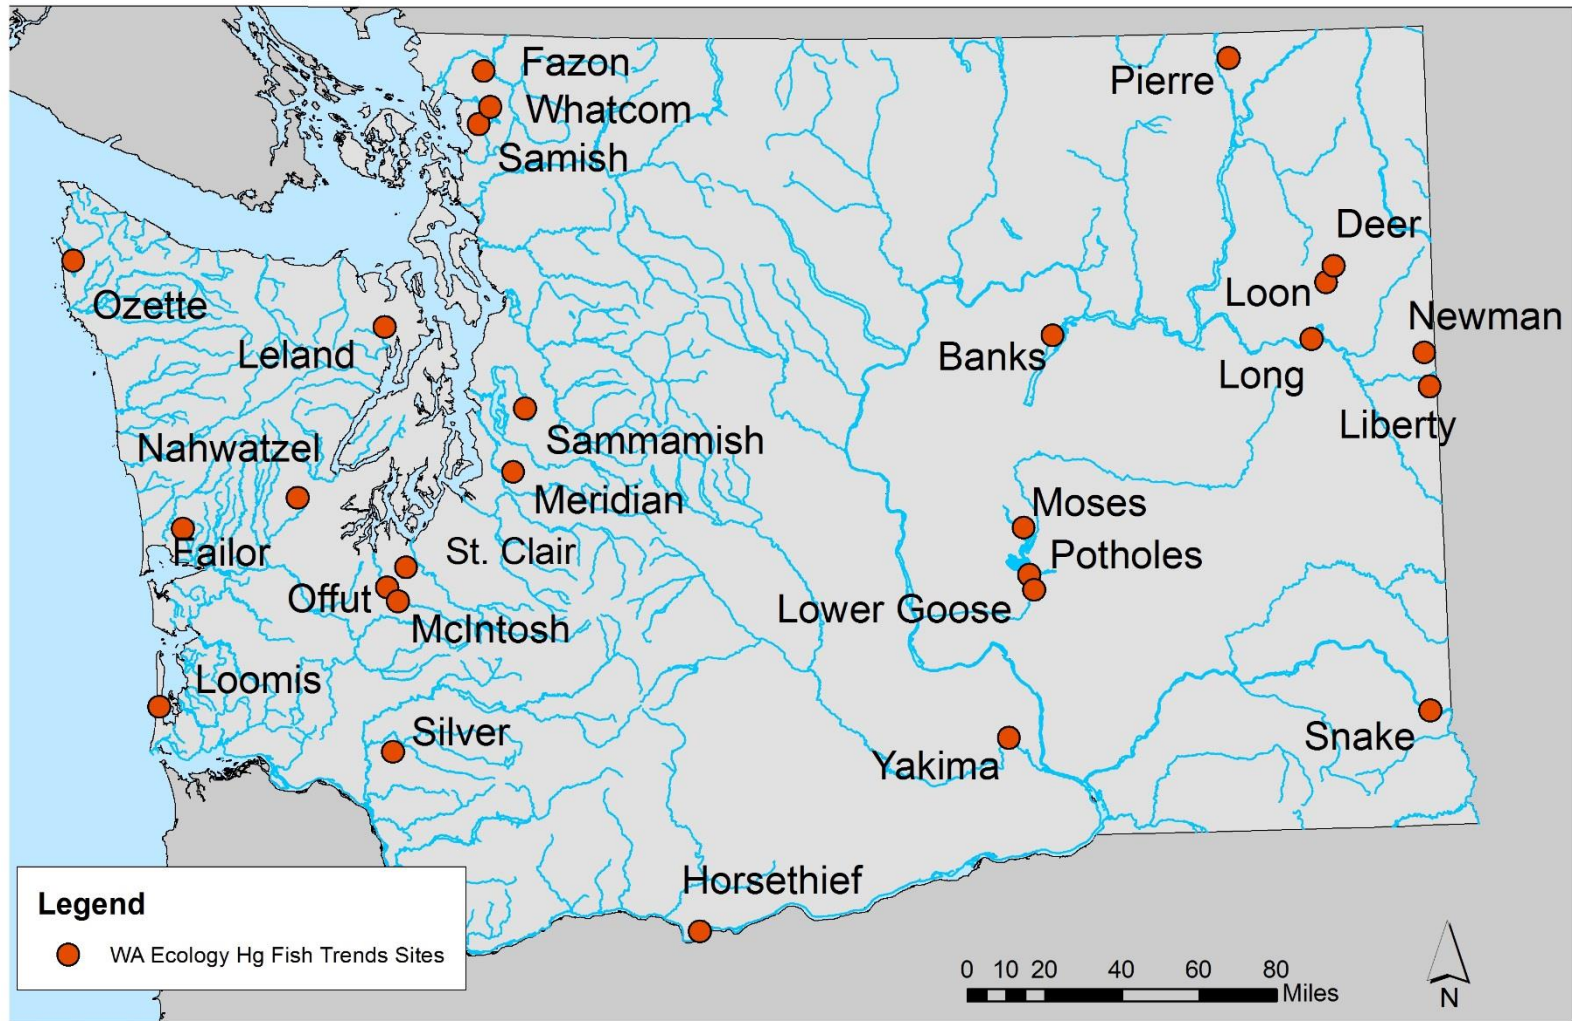 Fazon
Pierre
Whatcom
Samish
Deer
Ozette
Loon
Newman
Leland
Banks
Long
Liberty
Nahwatzel
Sammamish
Meridian
Moses
Failor
St. Clair
Potholes
Offut
Lower Goose
McIntosh
Loomis
Silver
Snake
Yakima
Horsethief
Legend
WA Ecology Hg Fish Trends Sites
0 10 20 40 60 80
Miles
N